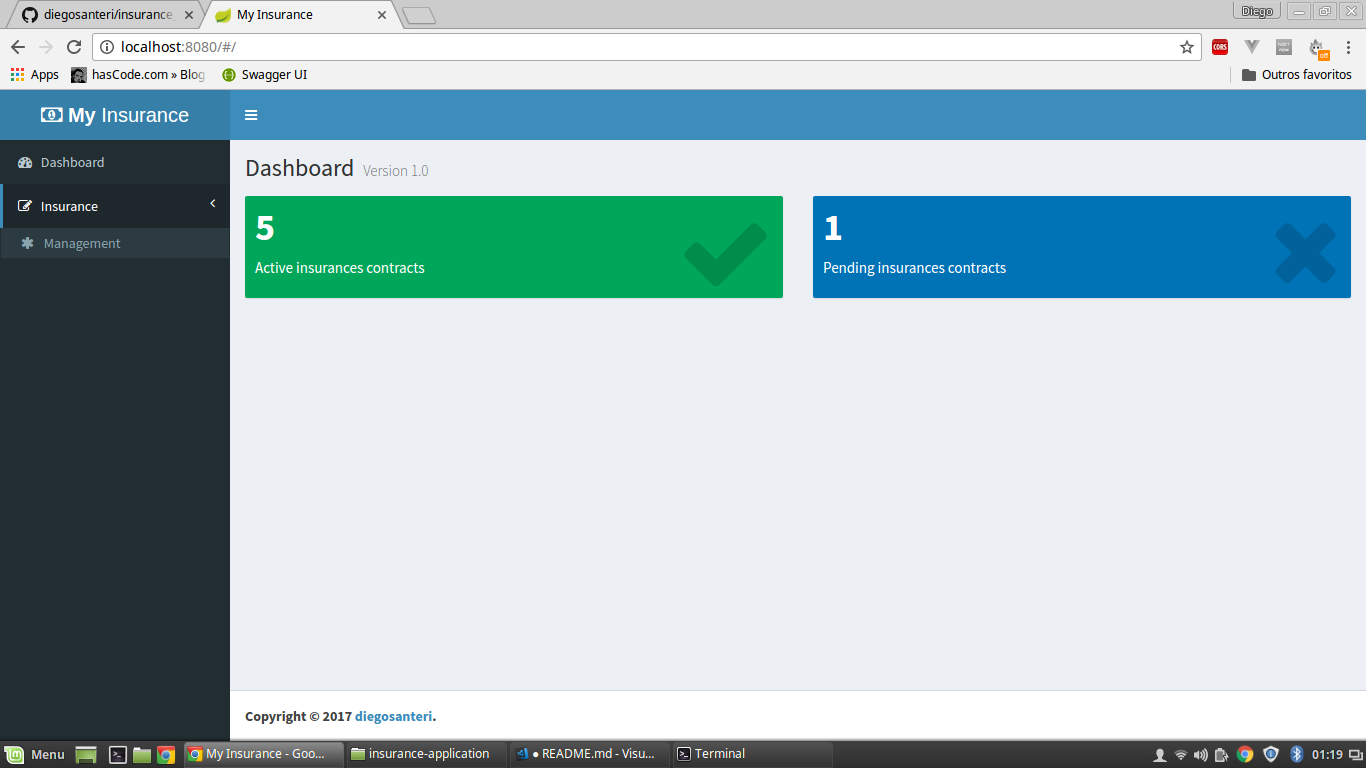 diegosanteri/insurance_
My Insurance
Diego
localhost:8080/#/
CORS
off
Apps
hasCode.com » Blog
Swagger UI
Outros favoritos
My Insurance
Dashboard
Insurance
Management
Dashboard Version 1.0
5
Active insurances contracts
1
Pending insurances contracts
Copyright © 2017 diegosanteri.
Menu
My Insurance - Goo...
insurance-application
● README.md - Visu...
Terminal
01:19